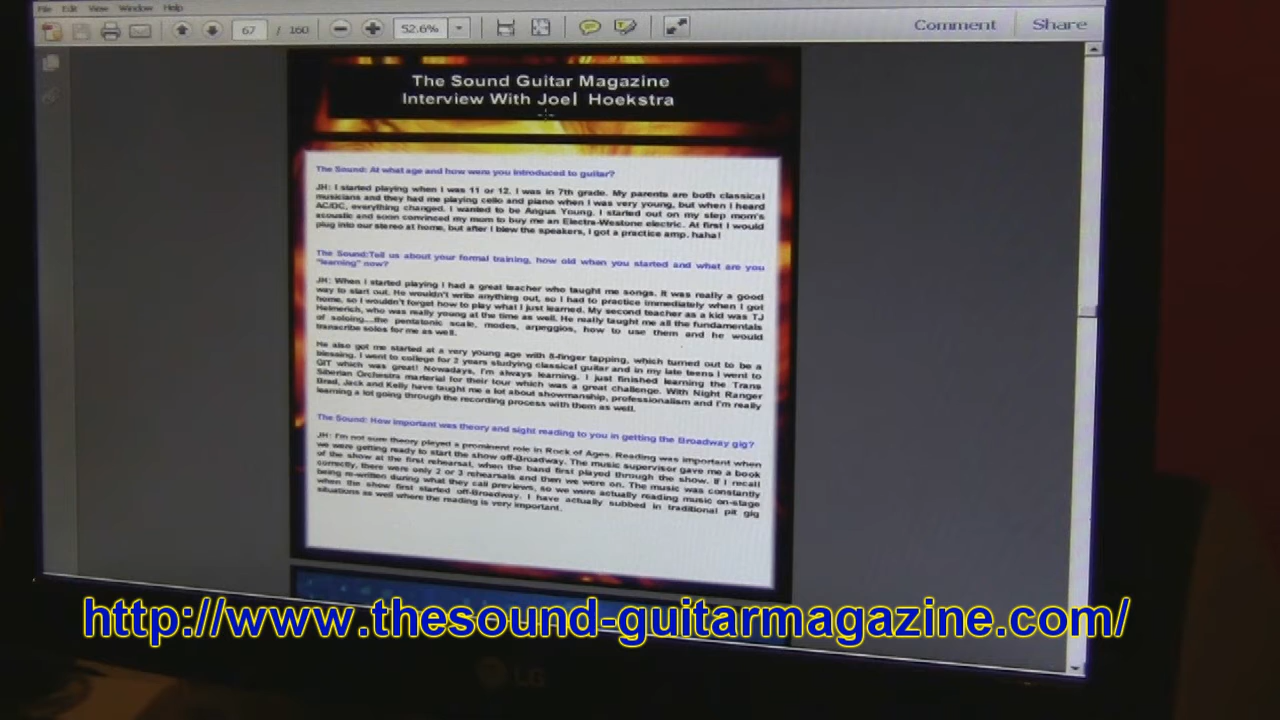 File Edit View Window Help
67 / 160 52.6% Comment Share
The Sound Guitar Magazine
Interview With Joel Hoekstra
The Sound: At what age and how were you introduced to guitar?
JH: I started playing when I was 11 or 12. I was in 7th grade. My parents are both classical
musicians and they had me playing cello and piano when I was very young, but when I heard
AC/DC, everything changed. I wanted to be Angus Young. I started out on my step mom's
acoustic and soon convinced my mom to buy me an Electra-Westone electric. At first I would
plug into our stereo at home, but after I blew the speakers, I got a practice amp. haha!
The Sound:Tell us about your formal training, how old when you started and what are you
"learning" now?
JH: When I started playing I had a great teacher who taught me songs. It was really a good
way to start out. He wouldn't write anything out, so I had to practice immediately when I got
home, so I wouldn't forget how to play what I just learned. My second teacher as a kid was TJ
Helmerich, who was really young at the time as well. He really taught me all the fundamentals
of soloing....the pentatonic scale, modes, arpeggios, how to use them and he would
transcribe solos for me as well.
He also got me started at a very young age with 8-finger tapping, which turned out to be a
blessing. I went to college for 2 years studying classical guitar and in my late teens I went to
GIT which was great! Nowadays, I'm always learning. I just finished learning the Trans
Siberian Orchestra marterial for their tour which was a great challenge. With Night Ranger
Brad, Jack and Kelly have taught me a lot about showmanship, professionalism and I'm really
learning a lot going through the recording process with them as well.
The Sound: How important was theory and sight reading to you in getting the Broadway gig?
JH: I'm not sure theory played a prominent role in Rock of Ages. Reading was important when
we were getting ready to start the show off-Broadway. The music supervisor gave me a book
of the show at the first rehearsal, when the band first played through the show. If I recall
correctly, there were only 2 or 3 rehearsals and then we were on. The music was constantly
being re-written during what they call previews, so we were actually reading music on-stage
when the show first started off-Broadway. I have actually subbed in traditional pit gig
situations as well where the reading is very important.
http://www.thesound-guitarmagazine.com/
LG